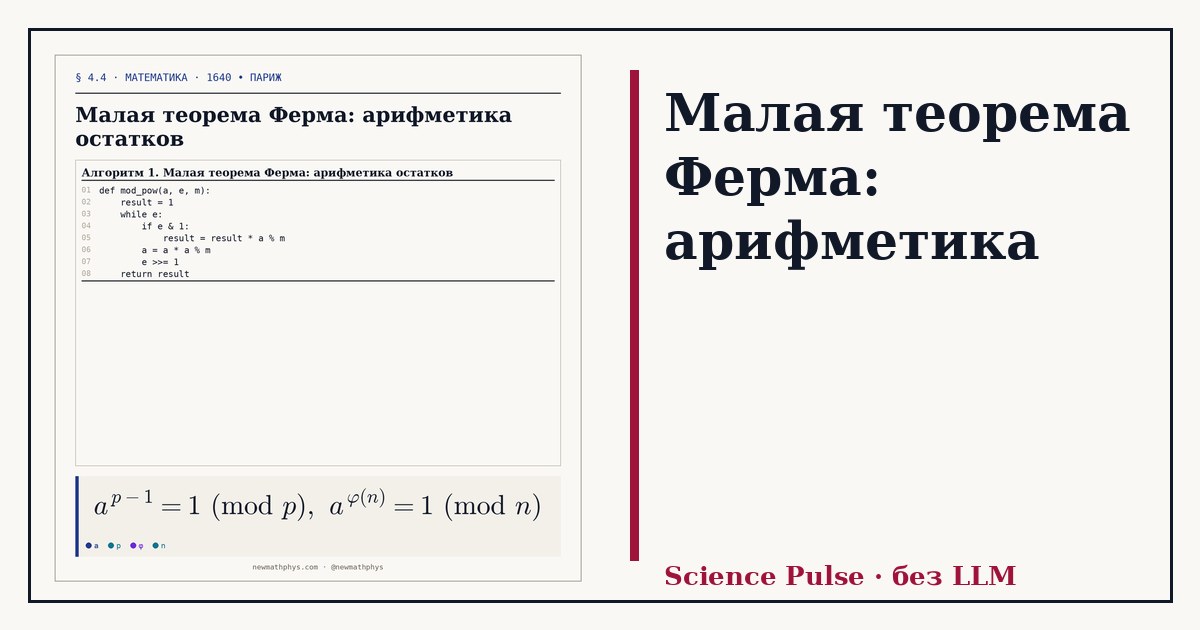 § 4.4 · МАТЕМАТИКА · 1640 • ПАРИЖ
Малая теорема Ферма: арифметика
остатков
Алгоритм 1. Малая теорема Ферма: арифметика остатков
01 def mod_pow(a, e, m):
02     result = 1
03     while e:
04         if e & 1:
05             result = result * a % m
06         a = a * a % m
07         e >>= 1
08     return result
a^{p − 1} = 1 (mod p), a^{φ(n)} = 1 (mod n)
a p φ n
newmathphys.com · @newmathphys
Малая теорема
Ферма:
арифметика
Science Pulse · без LLM